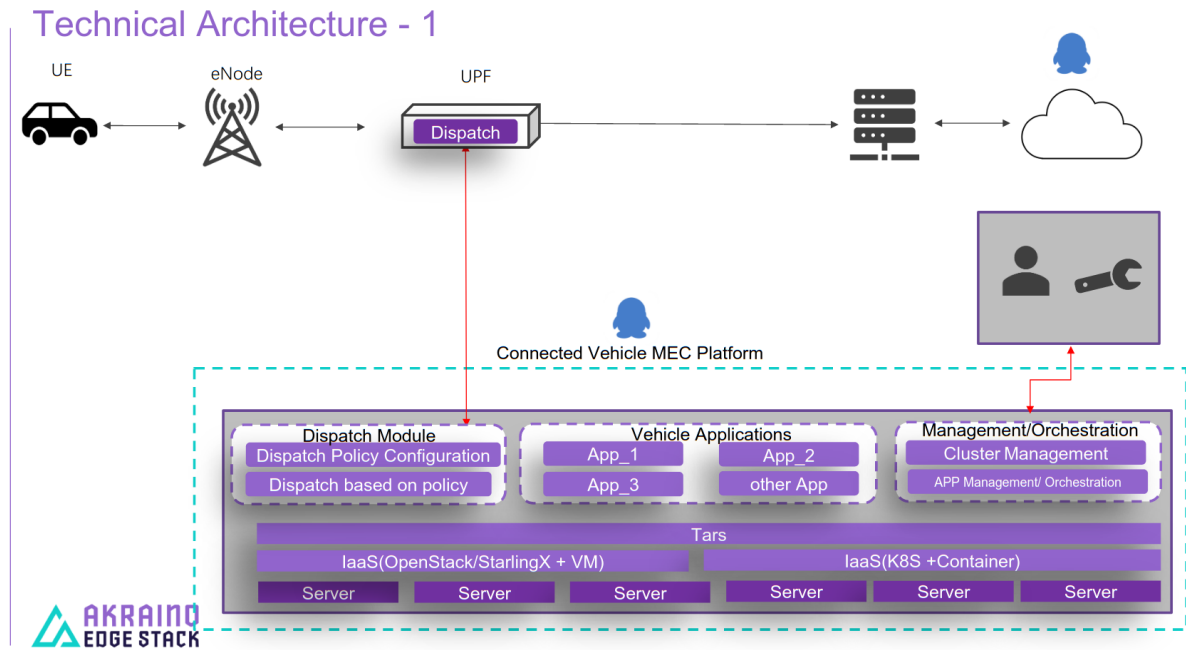 Technical Architecture - 1
UE
eNode
UPF
Dispatch
Connected Vehicle MEC Platform
Dispatch Module
Dispatch Policy Configuration
Dispatch based on policy
Vehicle Applications
App_1
App_2
App_3
other App
Management/Orchestration
Cluster Management
APP Management/ Orchestration
Tars
IaaS(OpenStack/StarlingX + VM)
IaaS(K8S +Container)
Server
Server
Server
Server
Server
Server
AKRAINO
EDGE STACK